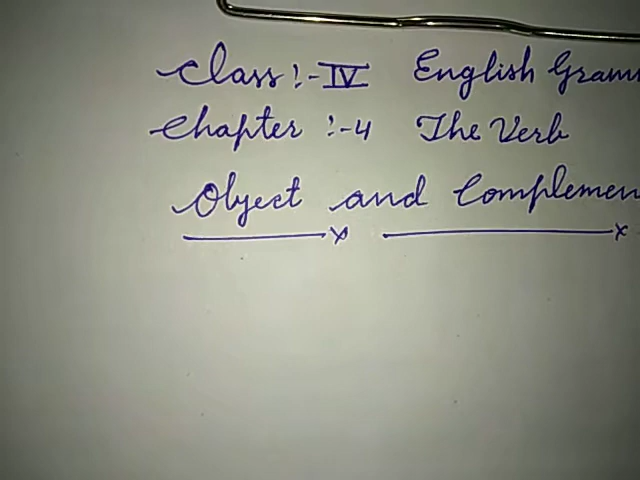 Class :- IV English Gram
Chapter :- 4 The Verb
Object and Complemen